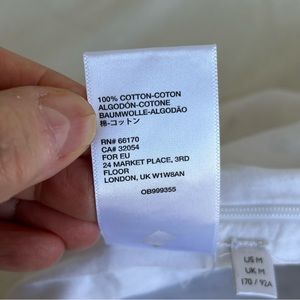 100% COTTON-COTON
ALGODÓN-COTONE
BAUMWOLLE-ALGODÃO
棉-コットン
RN# 66170
CA# 32054
FOR EU
24 MARKET PLACE, 3RD
FLOOR
LONDON, UK W1W8AN
OB999355
US M
UK M
170 / 92A